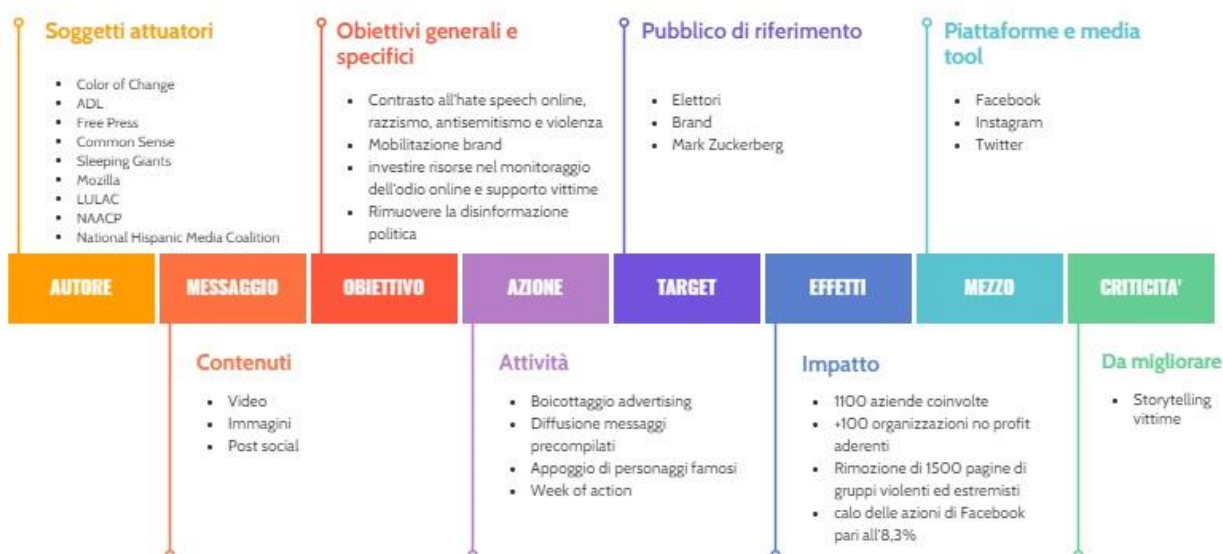 Soggetti attuatori
Color of Change
ADL
Free Press
Common Sense
Sleeping Giants
Mozilla
LULAC
NAACP
National Hispanic Media Coalition
Obiettivi generali e
specifici
Contrasto all'hate speech online,
razzismo, antisemitismo e violenza
Mobilitazione brand
investire risorse nel monitoraggio
dell'odio online e supporto vittime
Rimuovere la disinformazione
politica
Pubblico di riferimento
Elettori
Brand
Mark Zuckerberg
Piattaforme e media
tool
Facebook
Instagram
Twitter
AUTORE
MESSAGGIO
OBIETTIVO
AZIONE
TARGET
EFFETTI
MEZZO
CRITICITA'
Contenuti
Video
Immagini
Post social
Attività
Boicottaggio advertising
Diffusione messaggi
precompilati
Appoggio di personaggi famosi
Week of action
Impatto
1100 aziende coinvolte
+100 organizzazioni no profit
aderenti
Rimozione di 1500 pagine di
gruppi violenti ed estremisti
calo delle azioni di Facebook
pari all'8,3%
Da migliorare
Storytelling
vittime